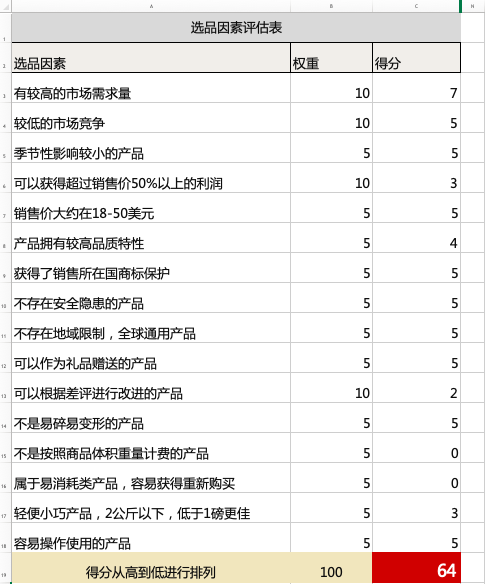 A B C H
1 选品因素评估表
2 选品因素 权重 得分
3 有较高的市场需求量 10 7
4 较低的市场竞争 10 5
5 季节性影响较小的产品 5 5
6 可以获得超过销售价50%以上的利润 10 3
7 销售价大约在18-50美元 5 5
8 产品拥有较高品质特性 5 4
9 获得了销售所在国商标保护 5 5
10 不存在安全隐患的产品 5 5
11 不存在地域限制，全球通用产品 5 5
12 可以作为礼品赠送的产品 5 5
13 可以根据差评进行改进的产品 10 2
14 不是易碎易变形的产品 5 5
15 不是按照商品体积重量计费的产品 5 0
16 属于易消耗类产品，容易获得重新购买 5 0
17 轻便小巧产品，2公斤以下，低于1磅更佳 5 3
18 容易操作使用的产品 5 5
19 得分从高到低进行排列 100 64